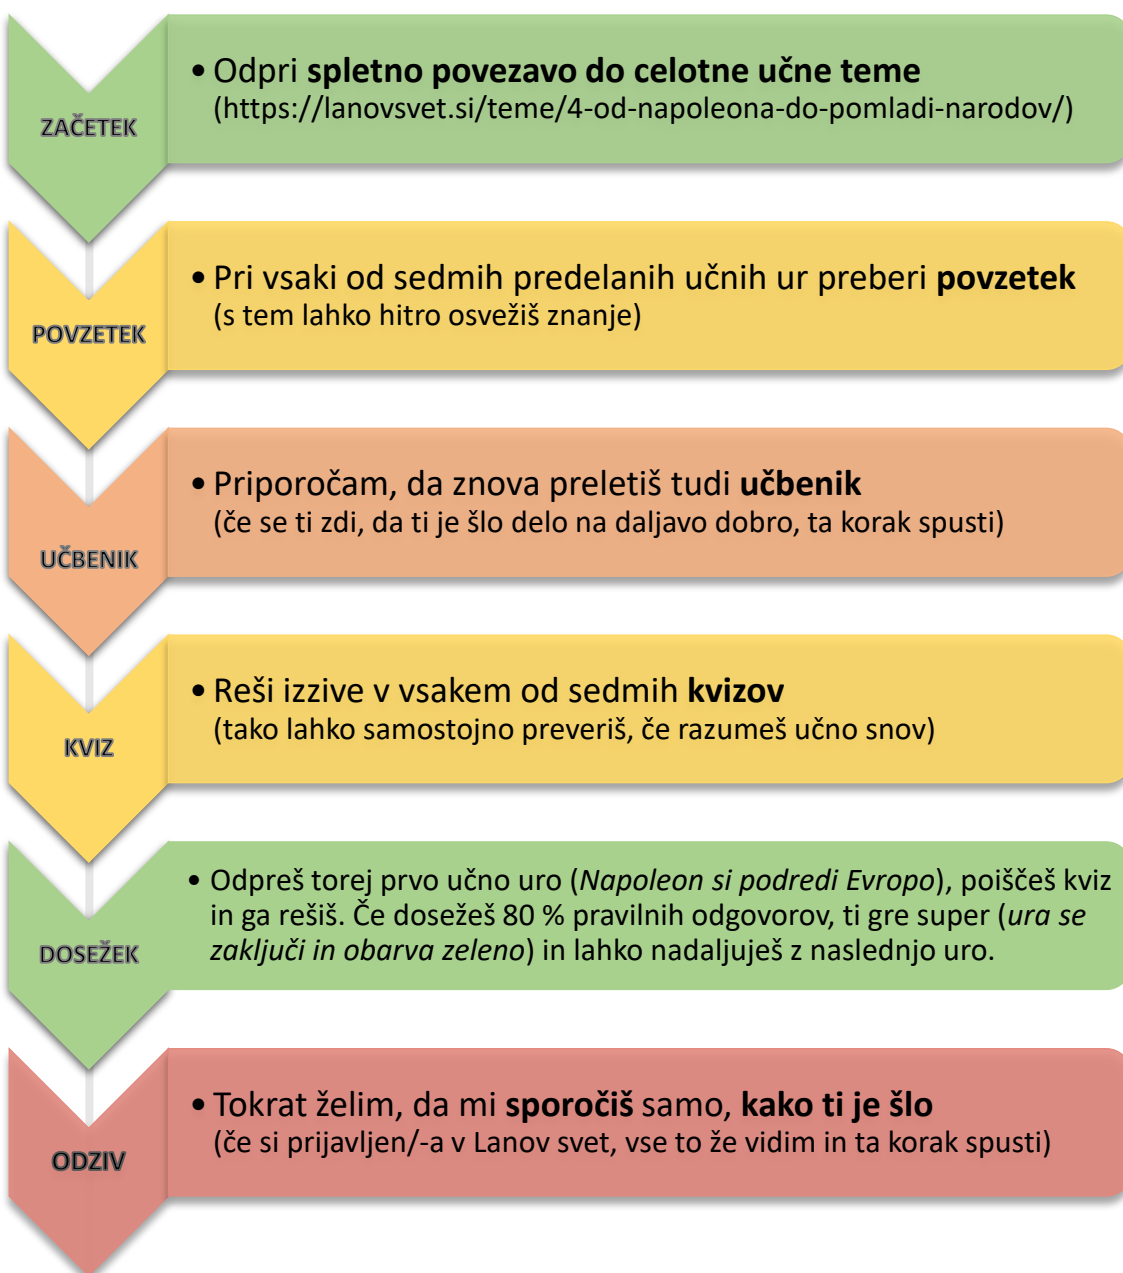 ZAČETEK
• Odpri spletno povezavo do celotne učne teme
(https://lanovsvet.si/teme/4-od-napoleona-do-pomladi-narodov/)
POVZETEK
• Pri vsaki od sedmih predelanih učnih ur preberi povzetek
(s tem lahko hitro osvežiš znanje)
UČBENIK
• Priporočam, da znova preletiš tudi učbenik
(če se ti zdi, da ti je šlo delo na daljavo dobro, ta korak spusti)
KVIZ
• Reši izzive v vsakem od sedmih kvizov
(tako lahko samostojno preveriš, če razumeš učno snov)
DOSEŽEK
• Odpreš torej prvo učno uro (Napoleon si podredi Evropo), poiščeš kviz
in ga rešiš. Če dosežeš 80 % pravilnih odgovorov, ti gre super (ura se
zaključi in obarva zeleno) in lahko nadaljuješ z naslednjo uro.
ODZIV
• Tokrat želim, da mi sporočiš samo, kako ti je šlo
(če si prijavljen/-a v Lanov svet, vse to že vidim in ta korak spusti)